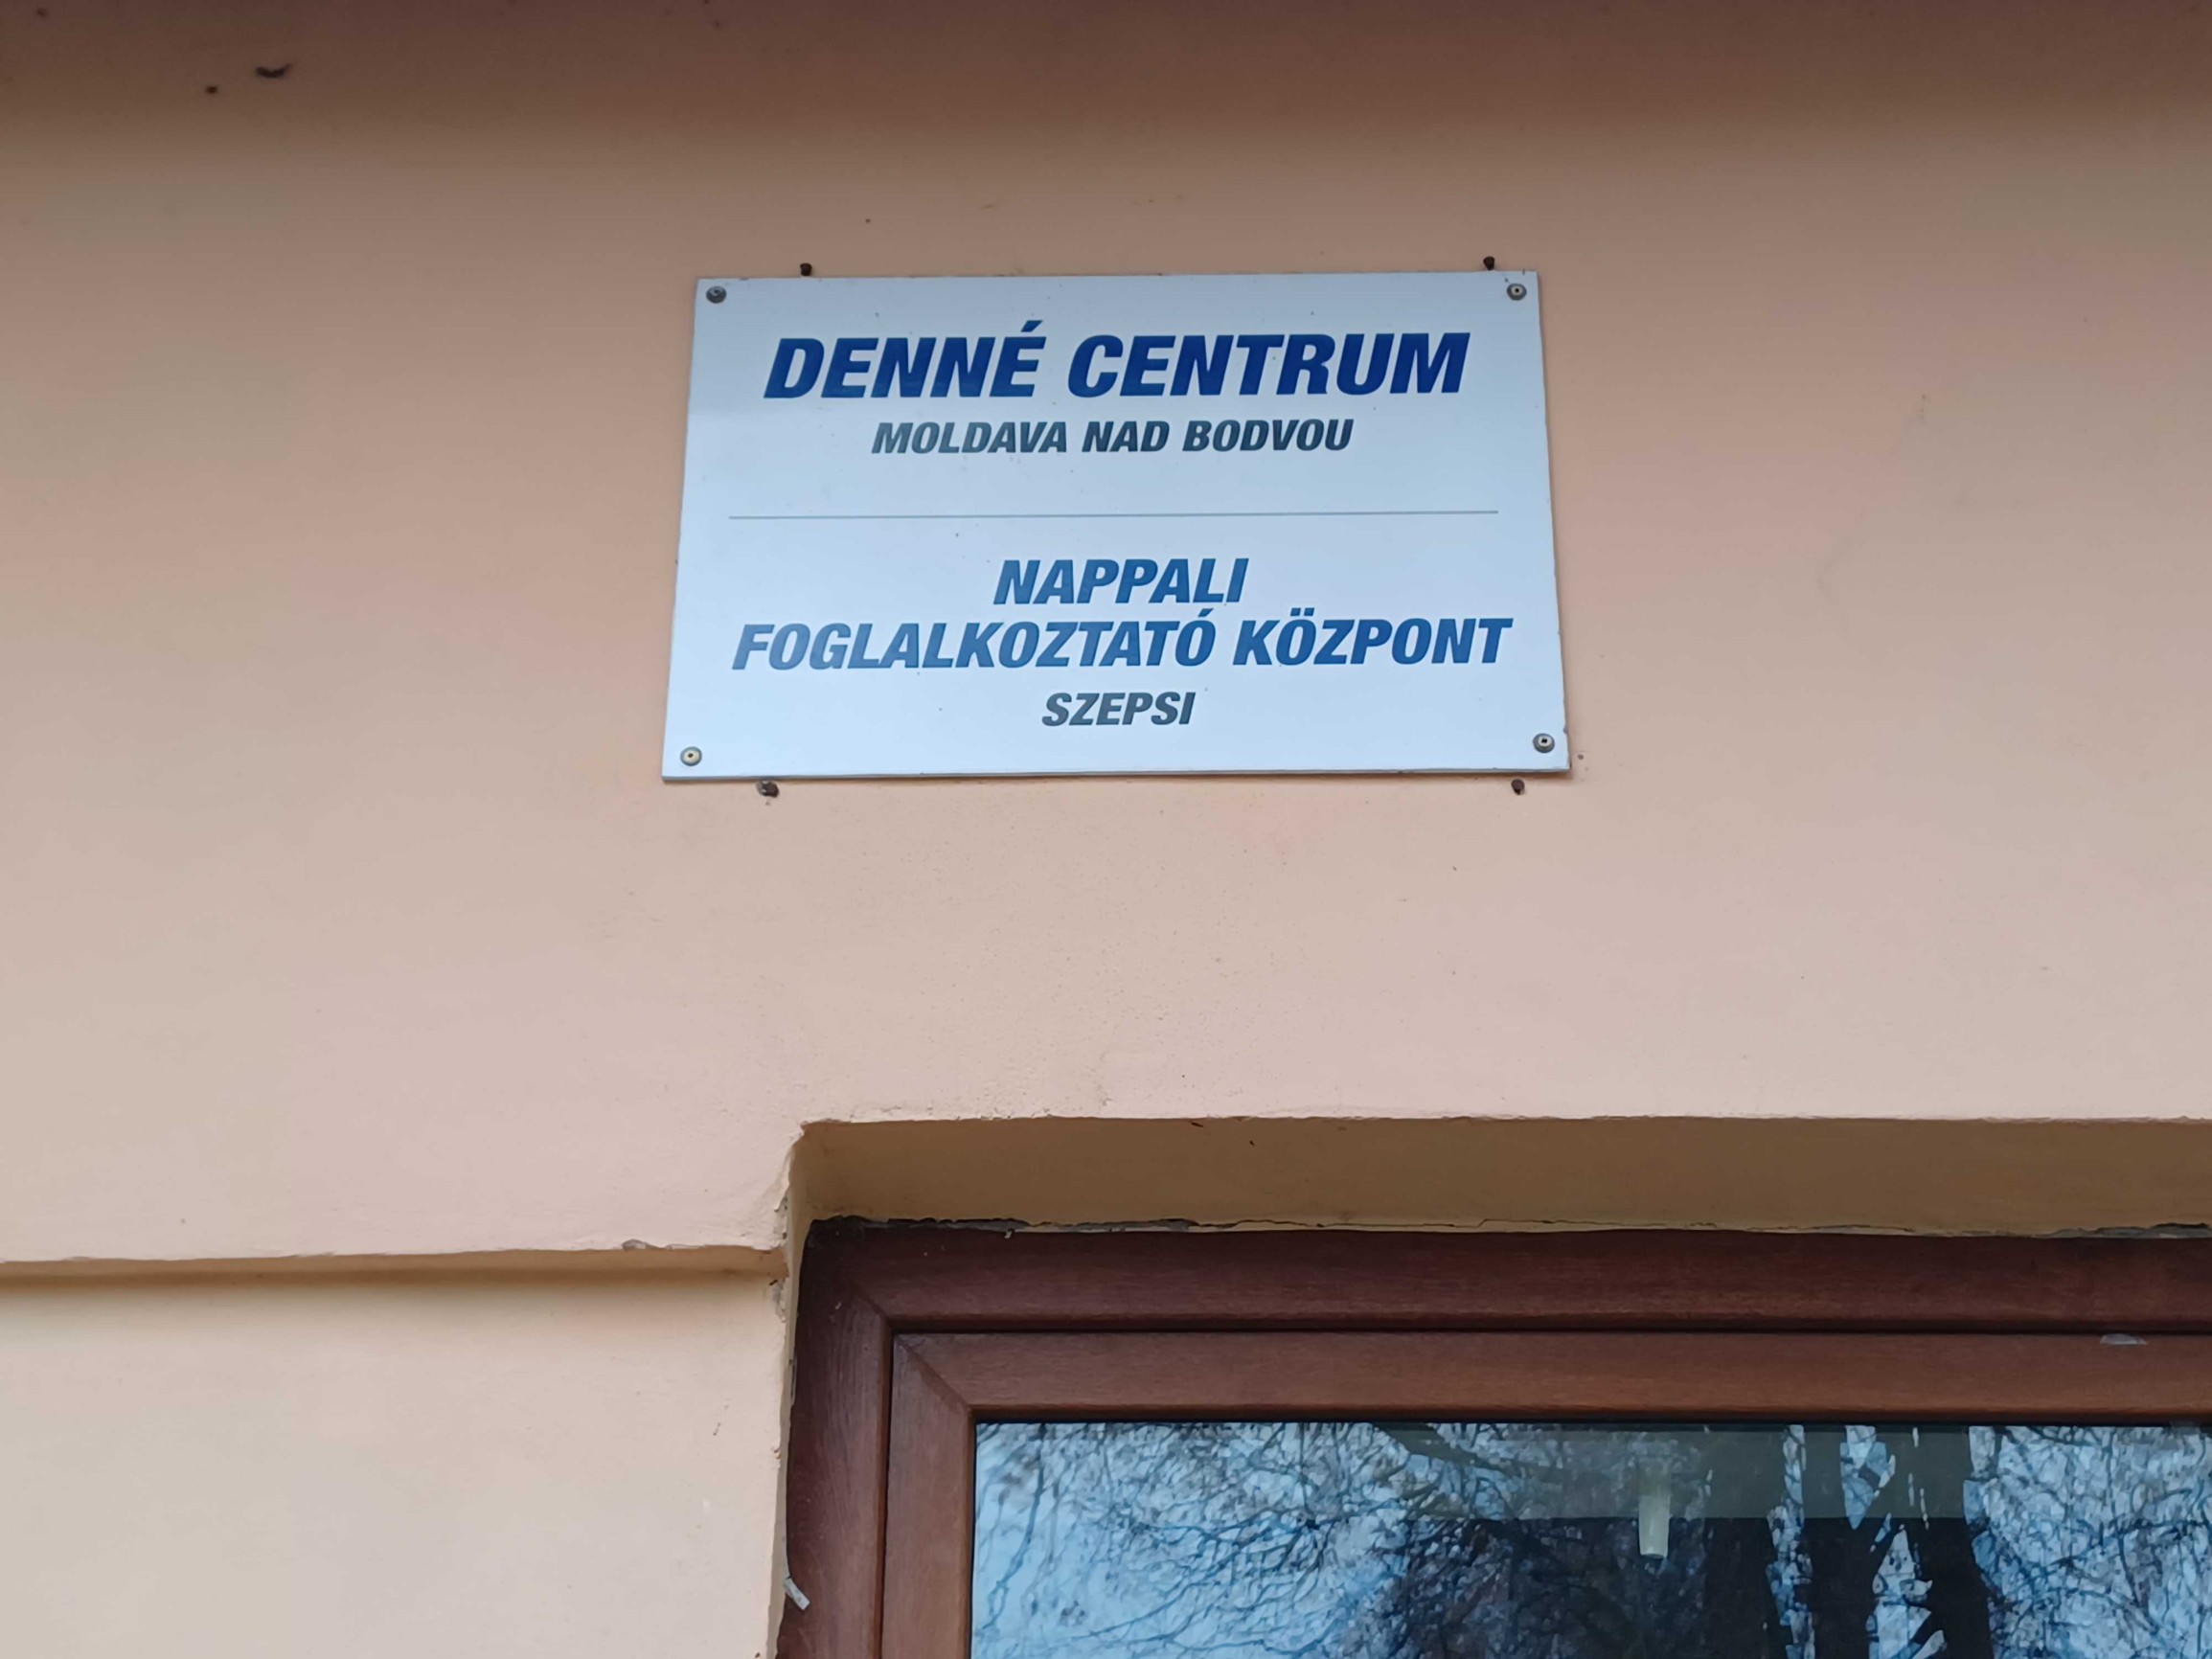 DENNÉ CENTRUM
MOLDAVA NAD BODVOU
NAPPALI
FOGLALKOZTATÓ KÖZPONT
SZEPSI